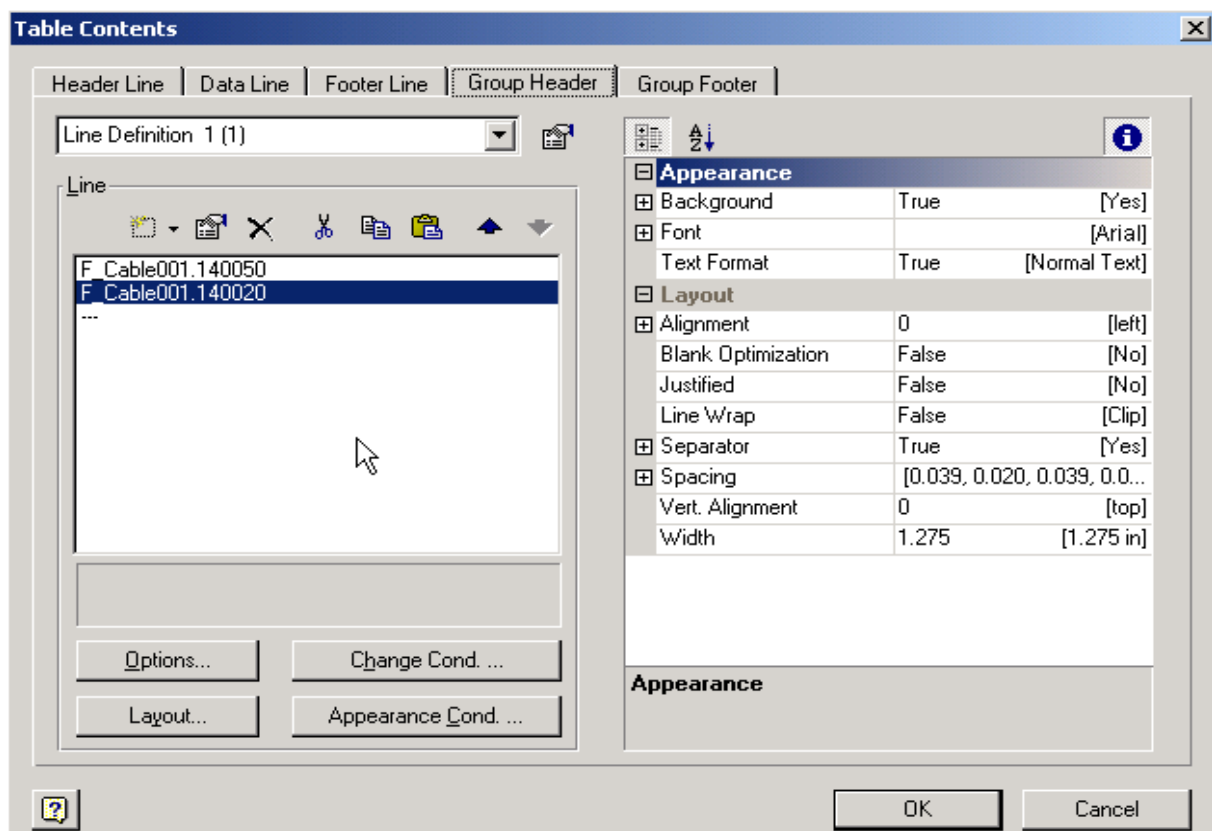 Table Contents
Header Line
Data Line
Footer Line
Group Header
Group Footer
Line Definition 1 (1)
Line
F_Cable001.140050
F_Cable001.140020
---
Options...
Change Cond. ...
Layout...
Appearance Cond. ...
Appearance
Background True [Yes]
Font [Arial]
Text Format True [Normal Text]
Layout
Alignment 0 [left]
Blank Optimization False [No]
Justified False [No]
Line Wrap False [Clip]
Separator True [Yes]
Spacing [0.039, 0.020, 0.039, 0.0...
Vert. Alignment 0 [top]
Width 1.275 [1.275 in]
Appearance
OK
Cancel